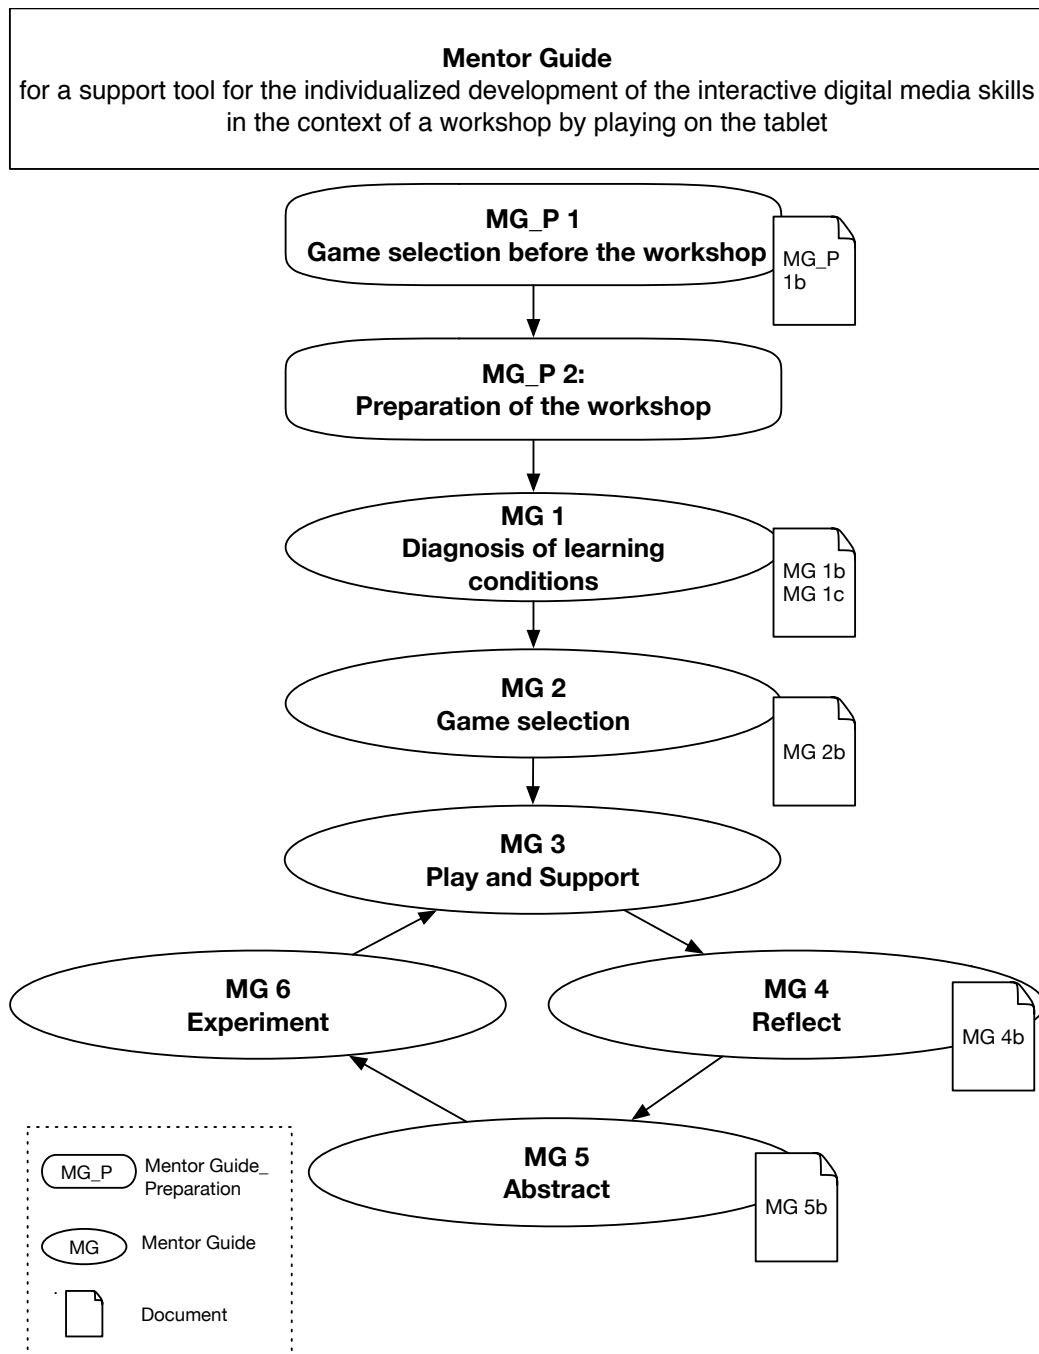 Mentor Guide
for a support tool for the individualized development of the interactive digital media skills
in the context of a workshop by playing on the tablet
MG_P 1
Game selection before the workshop
MG_P
1b
MG_P 2:
Preparation of the workshop
MG 1
Diagnosis of learning
conditions
MG 1b
MG 1c
MG 2
Game selection
MG 2b
MG 3
Play and Support
MG 6
Experiment
MG 4
Reflect
MG 4b
MG 5
Abstract
MG 5b
MG_P
Mentor Guide_
Preparation
MG
Mentor Guide
Document